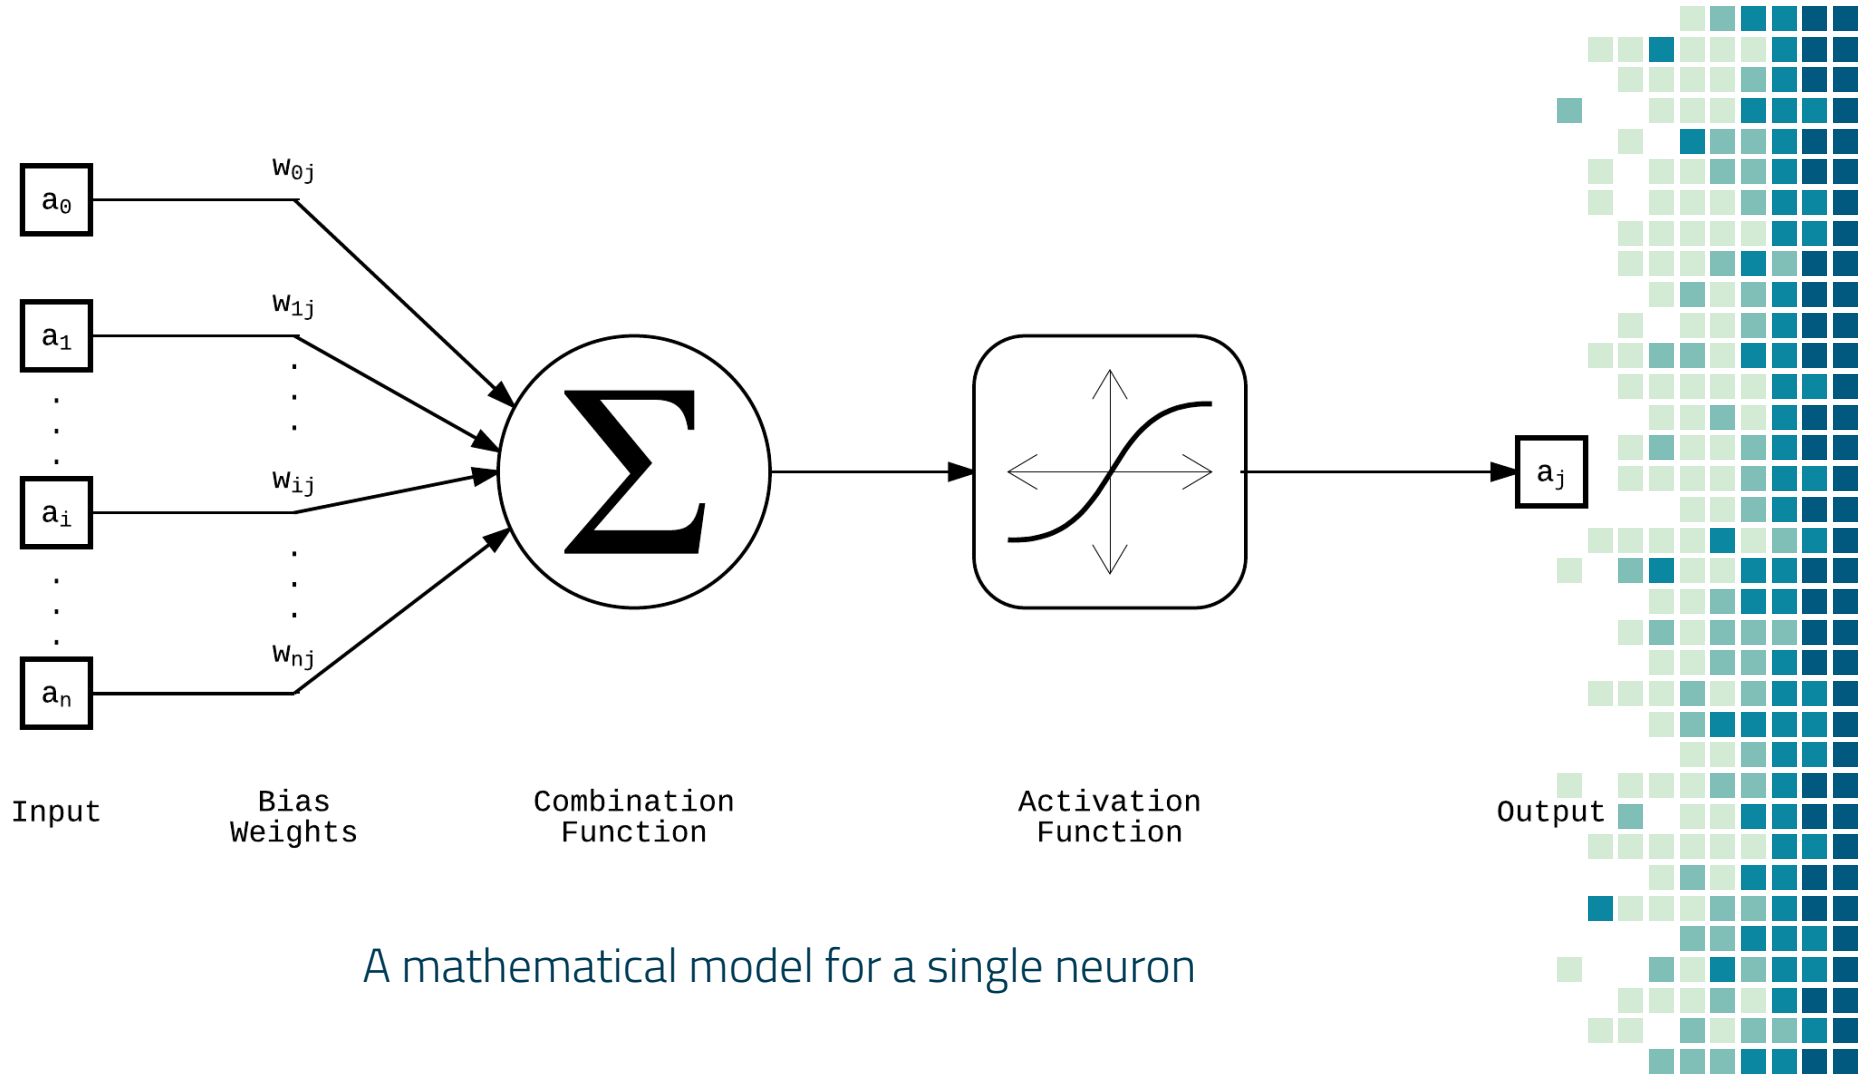 w₀ⱼ
a₀
w₁ⱼ
a₁
wᵢⱼ
aᵢ
Σ
aⱼ
wₙⱼ
aₙ
Input
Bias
Weights
Combination
Function
Activation
Function
Output
A mathematical model for a single neuron